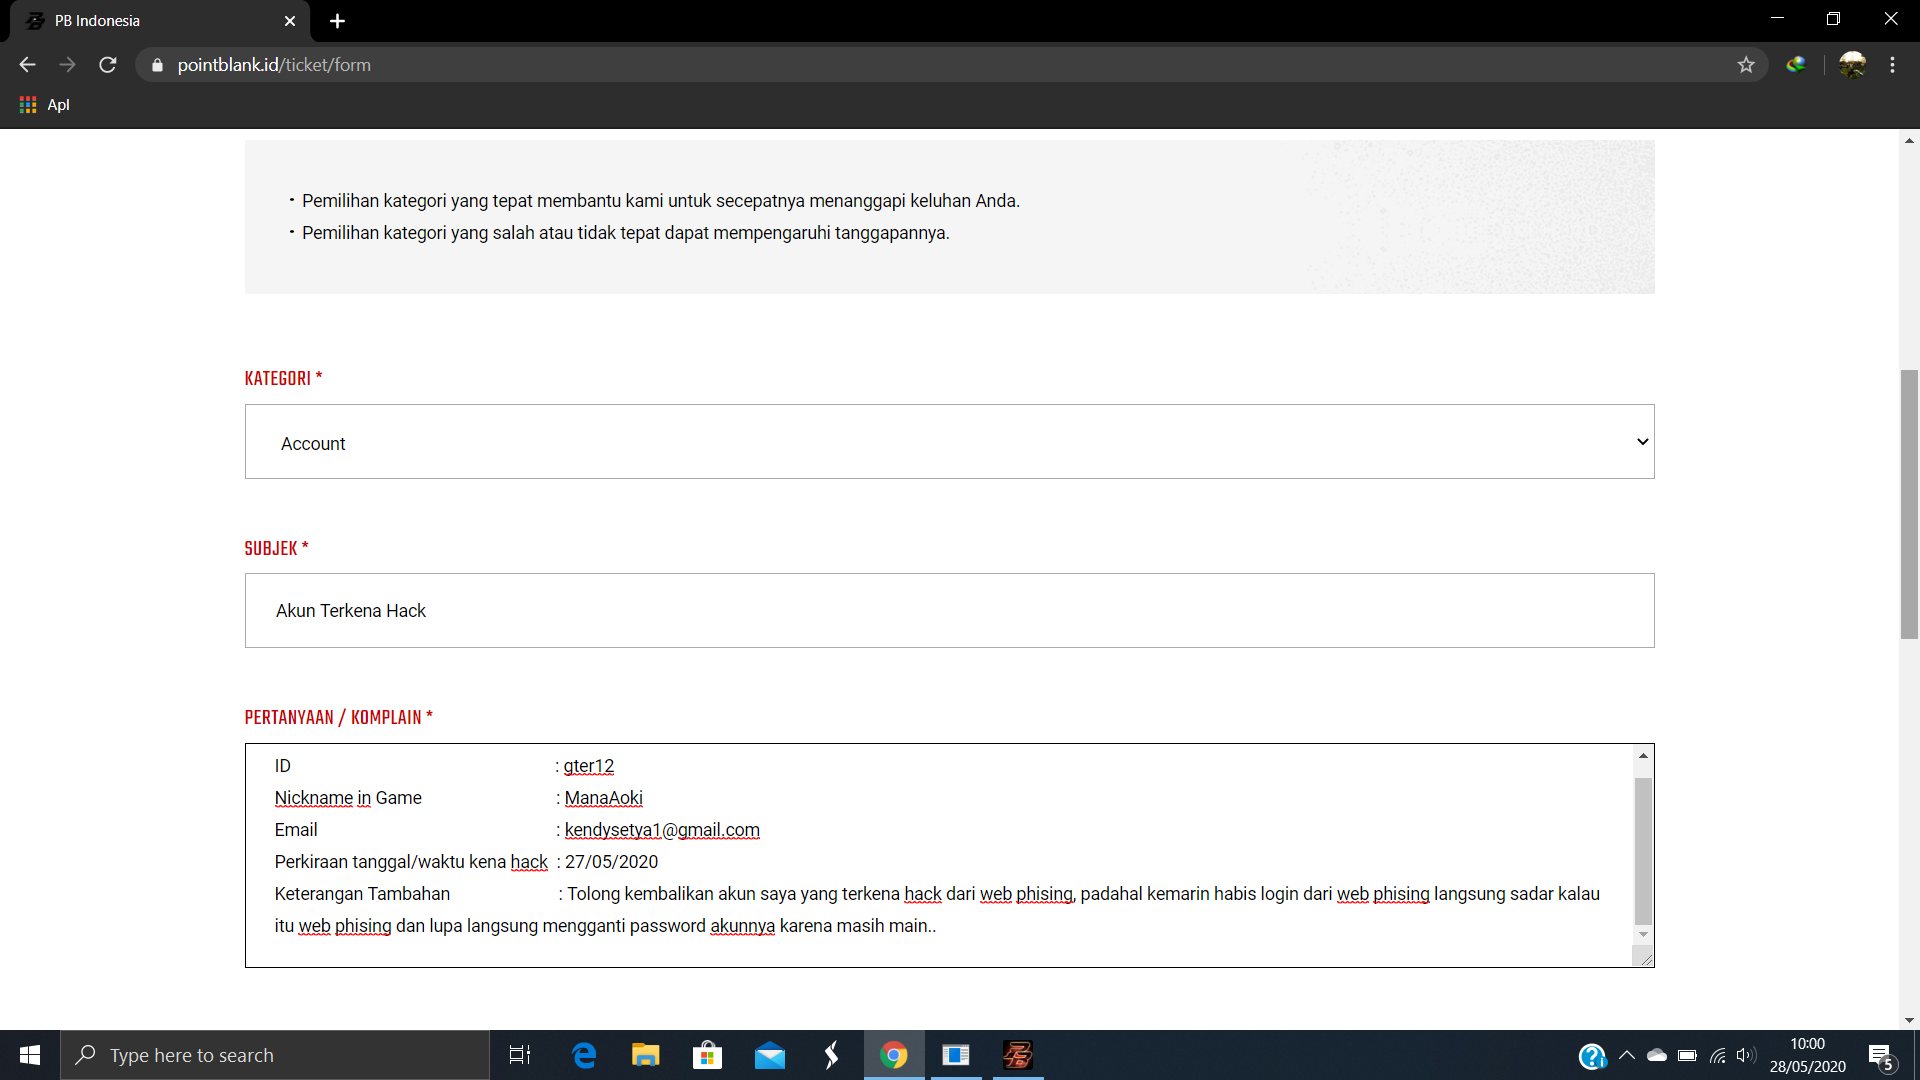 PB Indonesia
pointblank.id/ticket/form
Apl
• Pemilihan kategori yang tepat membantu kami untuk secepatnya menanggapi keluhan Anda.
• Pemilihan kategori yang salah atau tidak tepat dapat mempengaruhi tanggapannya.
KATEGORI *
Account
SUBJEK *
Akun Terkena Hack
PERTANYAAN / KOMPLAIN *
ID : gter12
Nickname in Game : ManaAoki
Email : kendysetya1@gmail.com
Perkiraan tanggal/waktu kena hack : 27/05/2020
Keterangan Tambahan : Tolong kembalikan akun saya yang terkena hack dari web phising, padahal kemarin habis login dari web phising langsung sadar kalau
itu web phising dan lupa langsung mengganti password akunnya karena masih main..
Type here to search
10:00
28/05/2020
5